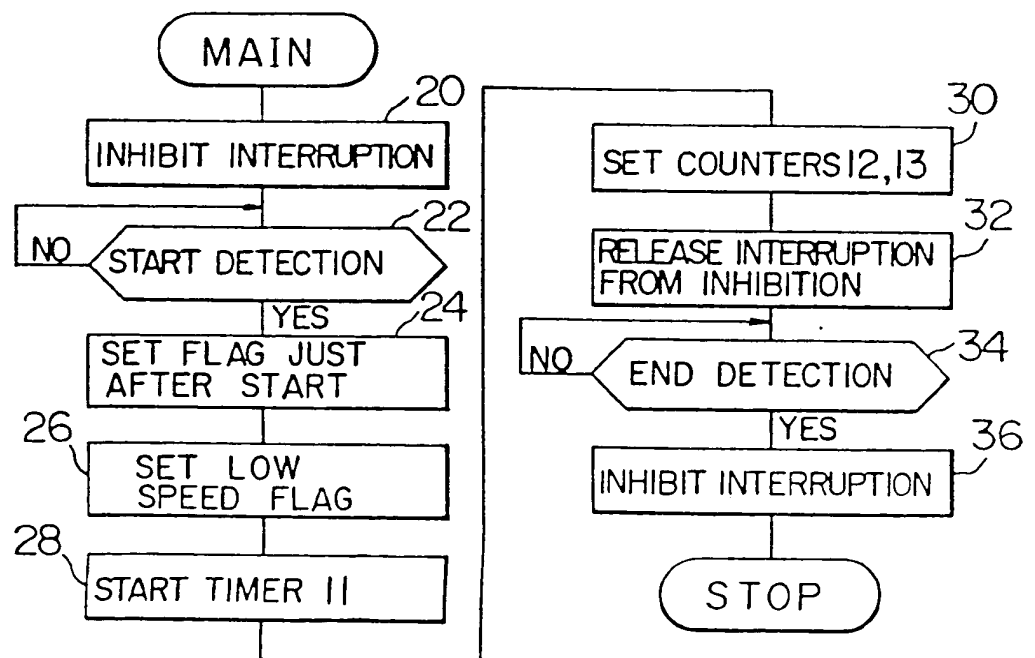 MAIN
20
INHIBIT INTERRUPTION
22
NO
START DETECTION
YES
24
SET FLAG JUST
AFTER START
26
SET LOW
SPEED FLAG
28
START TIMER 11
30
SET COUNTERS 12,13
32
RELEASE INTERRUPTION
FROM INHIBITION
34
NO
END DETECTION
YES
36
INHIBIT INTERRUPTION
STOP